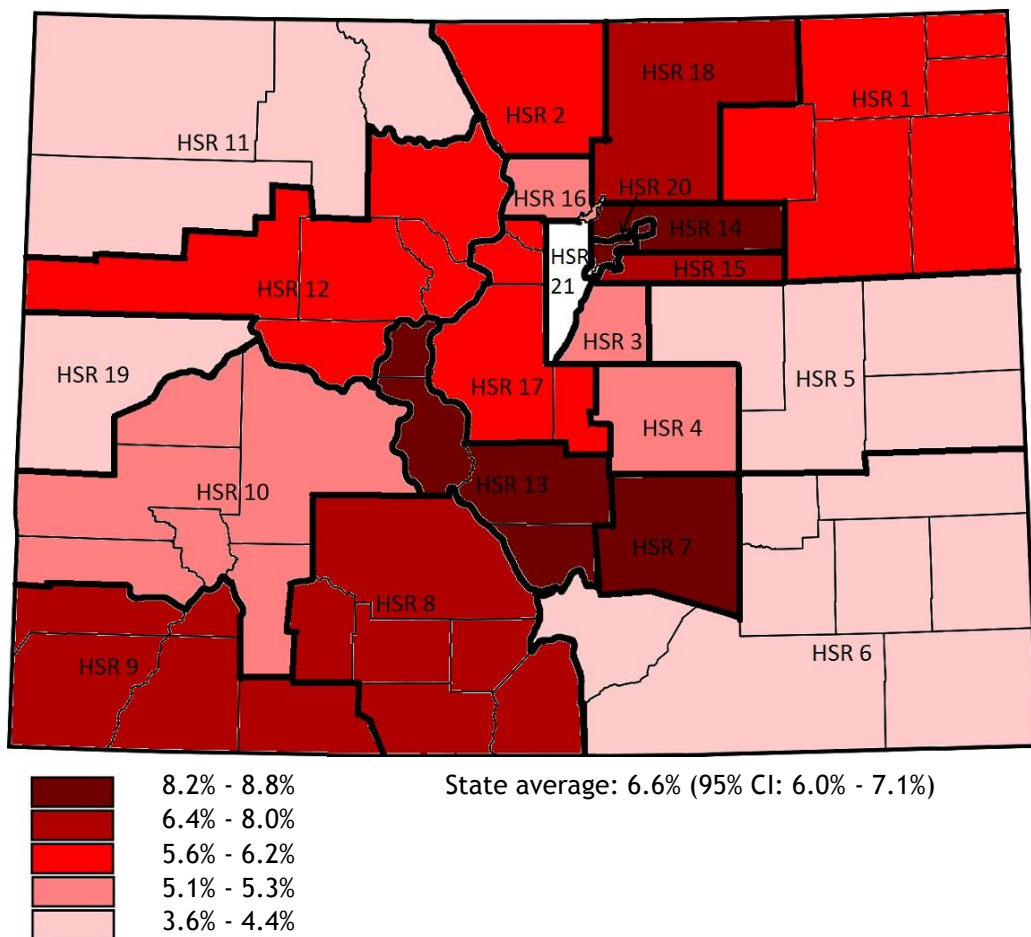 HSR 18
HSR 1
HSR 2
HSR 11
HSR 20
HSR 16
HSR 14
HSR
21
HSR 15
HSR 12
HSR 3
HSR 19
HSR 5
HSR 17
HSR 4
HSR 13
HSR 10
HSR 7
HSR 8
HSR 6
HSR 9
8.2% - 8.8%
State average: 6.6% (95% CI: 6.0% - 7.1%)
6.4% - 8.0%
5.6% - 6.2%
5.1% - 5.3%
3.6% - 4.4%